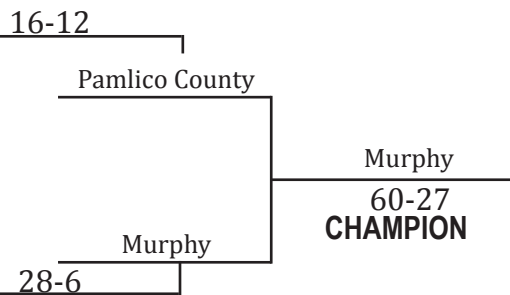 16-12
Pamlico County
Murphy
60-27
CHAMPION
Murphy
28-6